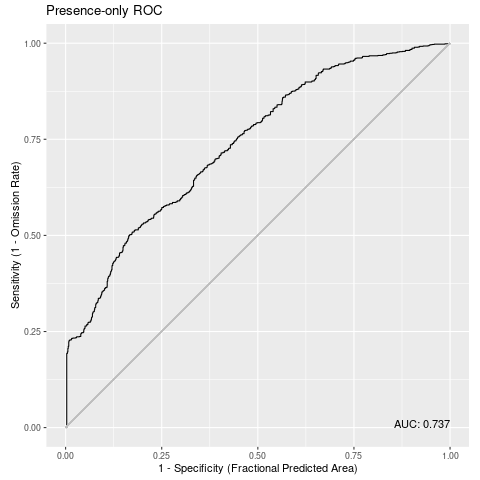 Presence-only ROC
Sensitivity (1 - Omission Rate)
1.00
0.75
0.50
0.25
0.00
AUC: 0.737
0.00 0.25 0.50 0.75 1.00
1 - Specificity (Fractional Predicted Area)